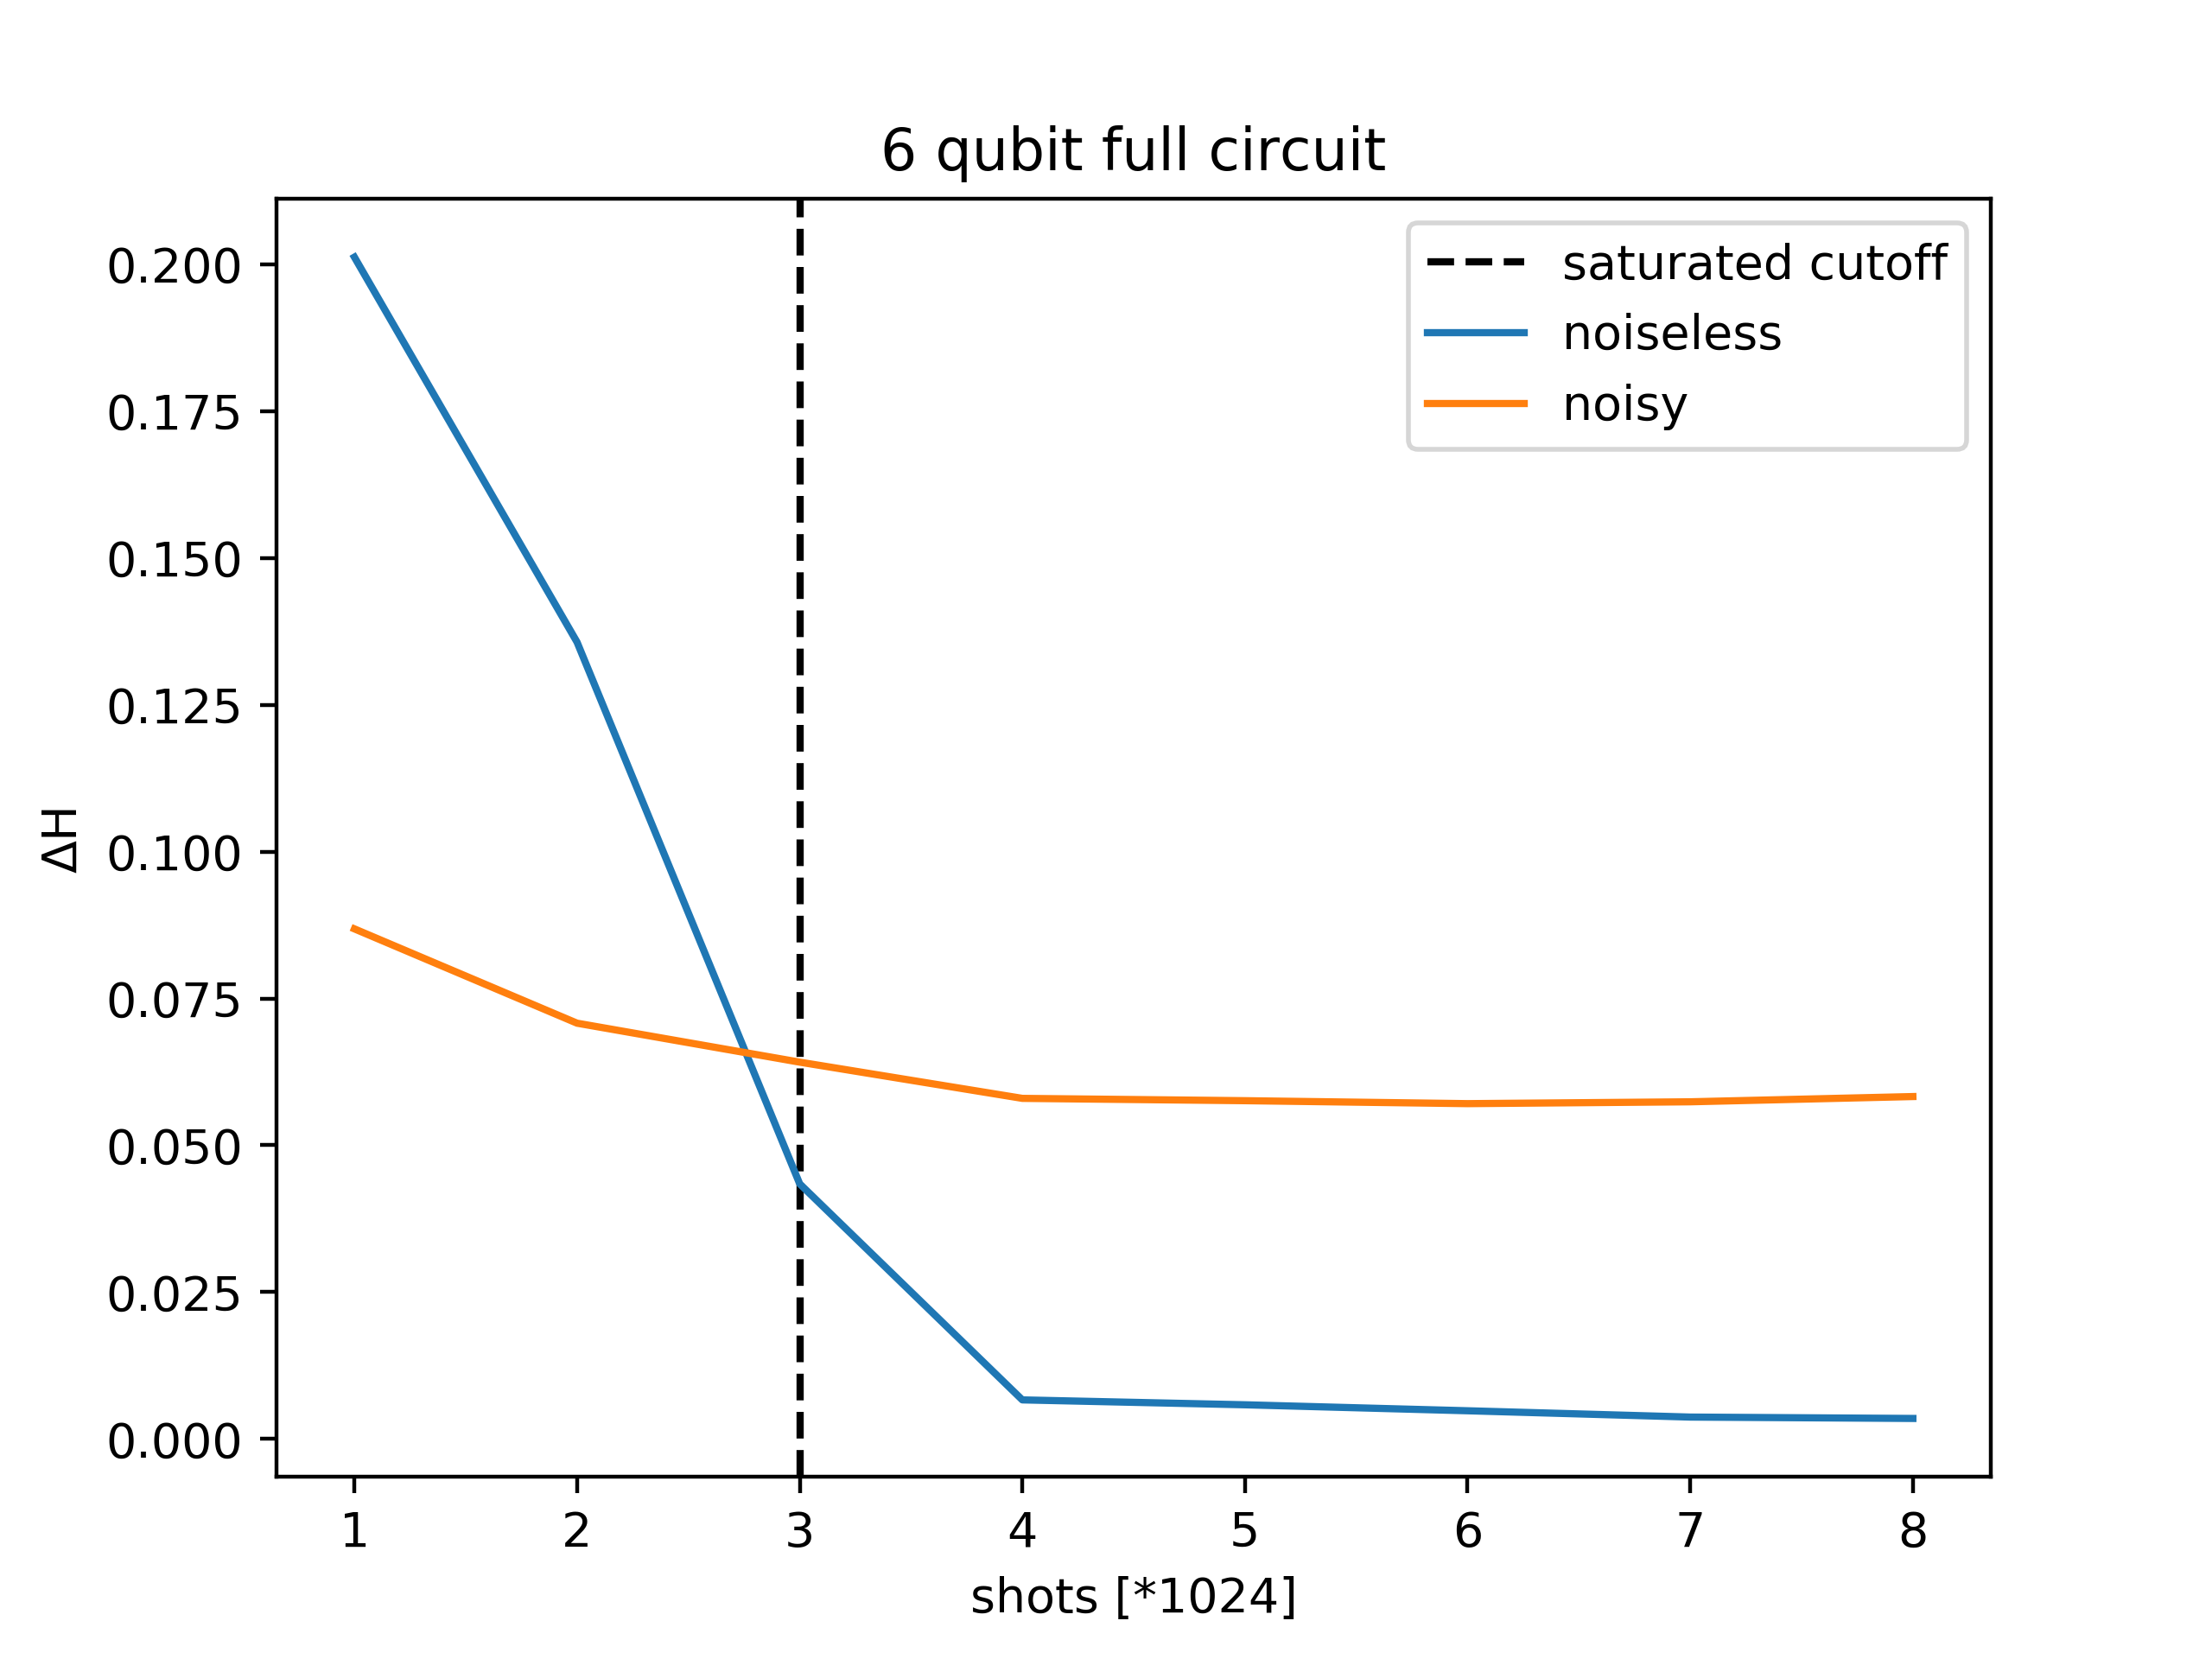 6 qubit full circuit
saturated cutoff
noiseless
noisy
0.200
0.175
0.150
0.125
0.100
0.075
0.050
0.025
0.000
ΔH
1 2 3 4 5 6 7 8
shots [*1024]